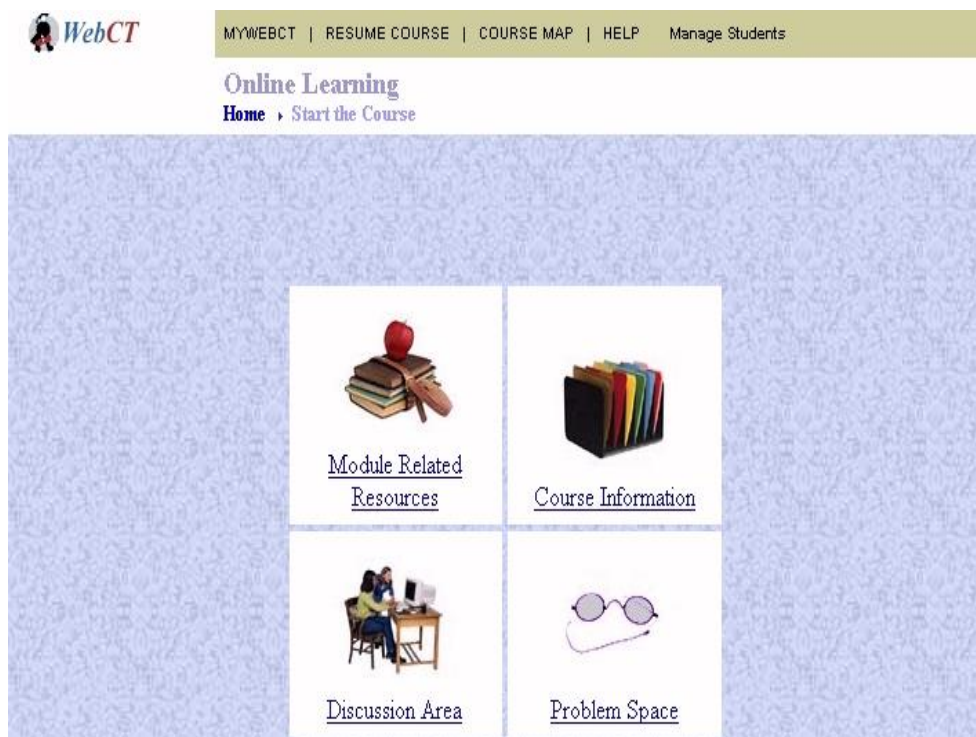 WebCT
MYWEBCT | RESUME COURSE | COURSE MAP | HELP Manage Students
Online Learning
Home › Start the Course
Module Related
Resources
Course Information
Discussion Area
Problem Space